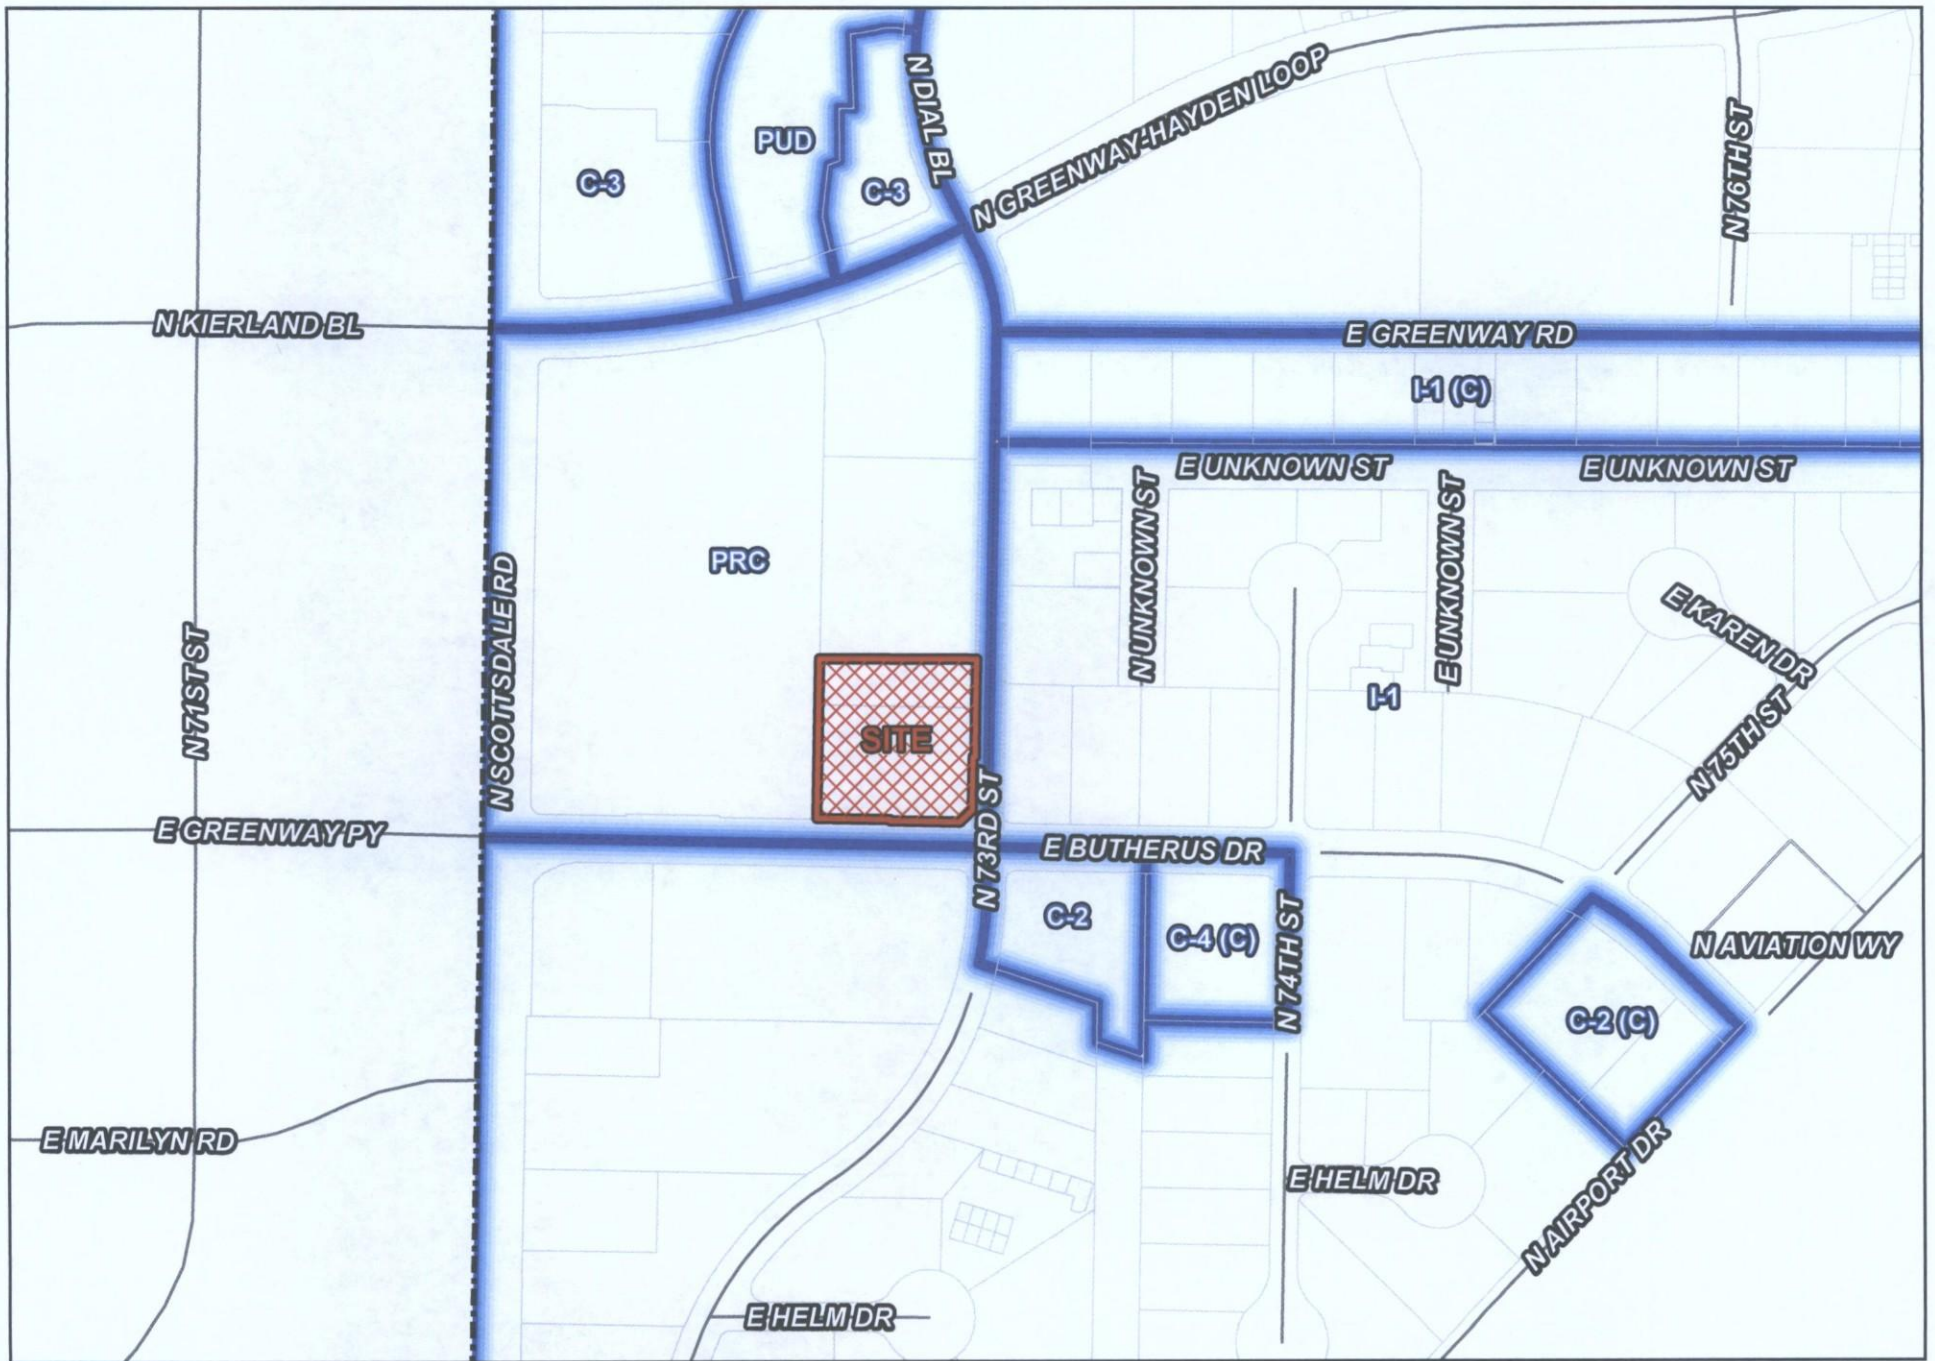 N DIAL BL
N GREENWAY-HAYDEN LOOP
N 76TH ST
PUD
C-3
C-3
N KIERLAND BL
E GREENWAY RD
I-1 (C)
E UNKNOWN ST
E UNKNOWN ST
N UNKNOWN ST
E UNKNOWN ST
PRC
N SCOTTSDALE RD
N 71ST ST
E KAREN DR
I-1
N 75TH ST
SITE
N 73RD ST
E GREENWAY PY
E BUTHERUS DR
C-2
C-4 (C)
N 74TH ST
N AVIATION WY
C-2 (C)
E MARILYN RD
E HELM DR
N AIRPORT DR
E HELM DR